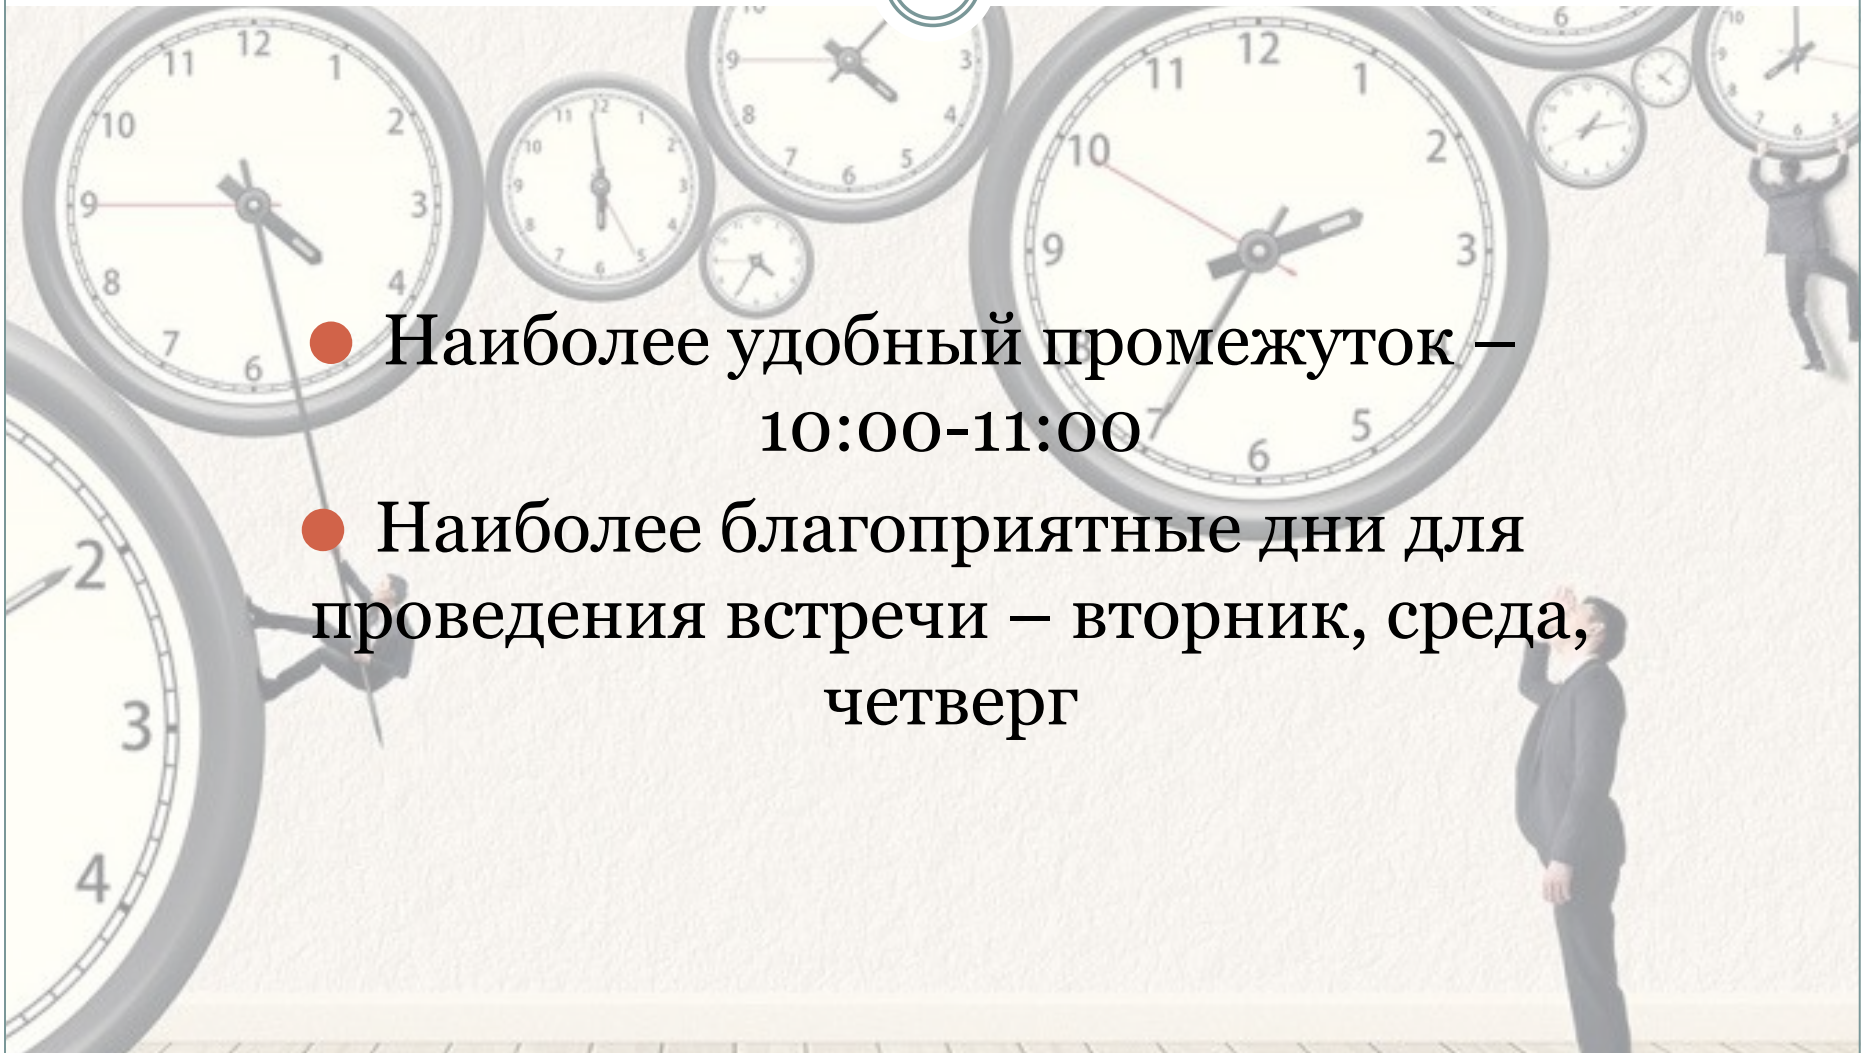 Наиболее удобный промежуток –
10:00-11:00
Наиболее благоприятные дни для
проведения встречи – вторник, среда,
четверг